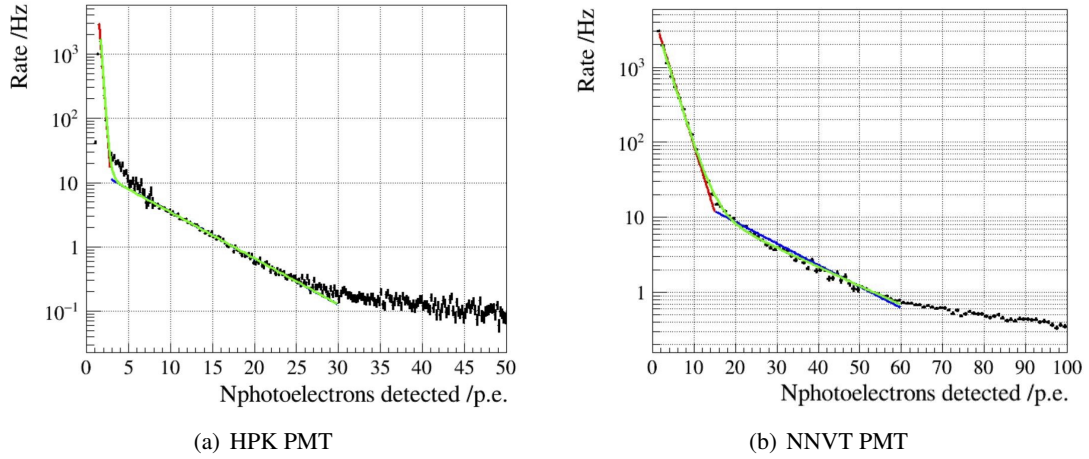 Rate /Hz
10³
10²
10
1
10⁻¹
0 5 10 15 20 25 30 35 40 45 50
Nphotoelectrons detected /p.e.
(a) HPK PMT
Rate /Hz
10³
10²
10
1
0 10 20 30 40 50 60 70 80 90 100
Nphotoelectrons detected /p.e.
(b) NNVT PMT